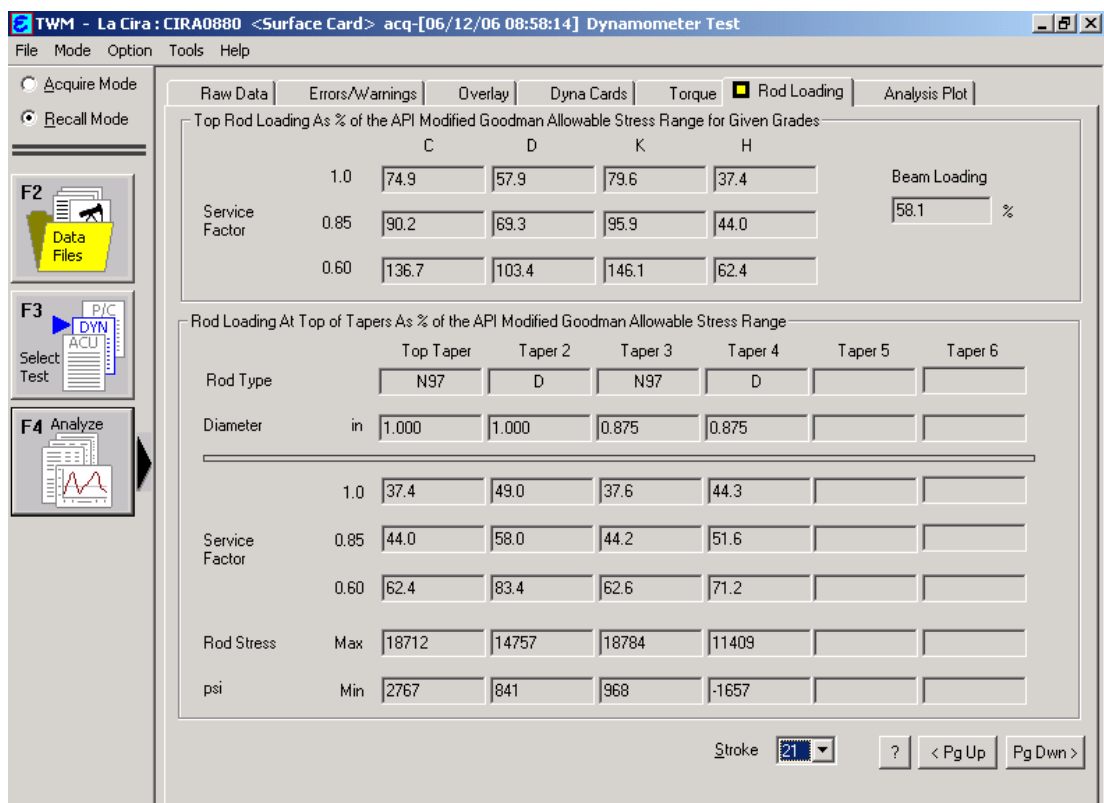 TWM - La Cira : CIRA0880 <Surface Card> acq-[06/12/06 08:58:14] Dynamometer Test
File Mode Option Tools Help
Acquire Mode
Recall Mode
F2
Data
Files
F3
P/C
DYN
ACU
Select
Test
F4 Analyze
Raw Data Errors/Warnings Overlay Dyna Cards Torque Rod Loading Analysis Plot
Top Rod Loading As % of the API Modified Goodman Allowable Stress Range for Given Grades
C D K H
1.0 74.9 57.9 79.6 37.4
Beam Loading
58.1 %
Service
Factor
0.85 90.2 69.3 95.9 44.0
0.60 136.7 103.4 146.1 62.4
Rod Loading At Top of Tapers As % of the API Modified Goodman Allowable Stress Range
Top Taper Taper 2 Taper 3 Taper 4 Taper 5 Taper 6
Rod Type N97 D N97 D
Diameter in 1.000 1.000 0.875 0.875
1.0 37.4 49.0 37.6 44.3
Service
Factor
0.85 44.0 58.0 44.2 51.6
0.60 62.4 83.4 62.6 71.2
Rod Stress Max 18712 14757 18784 11409
psi Min 2767 841 968 -1657
Stroke 21 ? < Pg Up Pg Dwn >